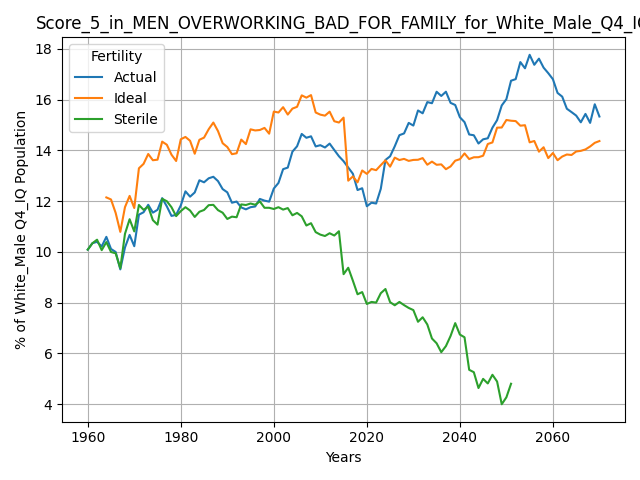 Score_5_in_MEN_OVERWORKING_BAD_FOR_FAMILY_for_White_Male_Q4_IQ
Fertility
Actual
Ideal
Sterile
% of White_Male Q4_IQ Population
18
16
14
12
10
8
6
4
1960 1980 2000 2020 2040 2060
Years